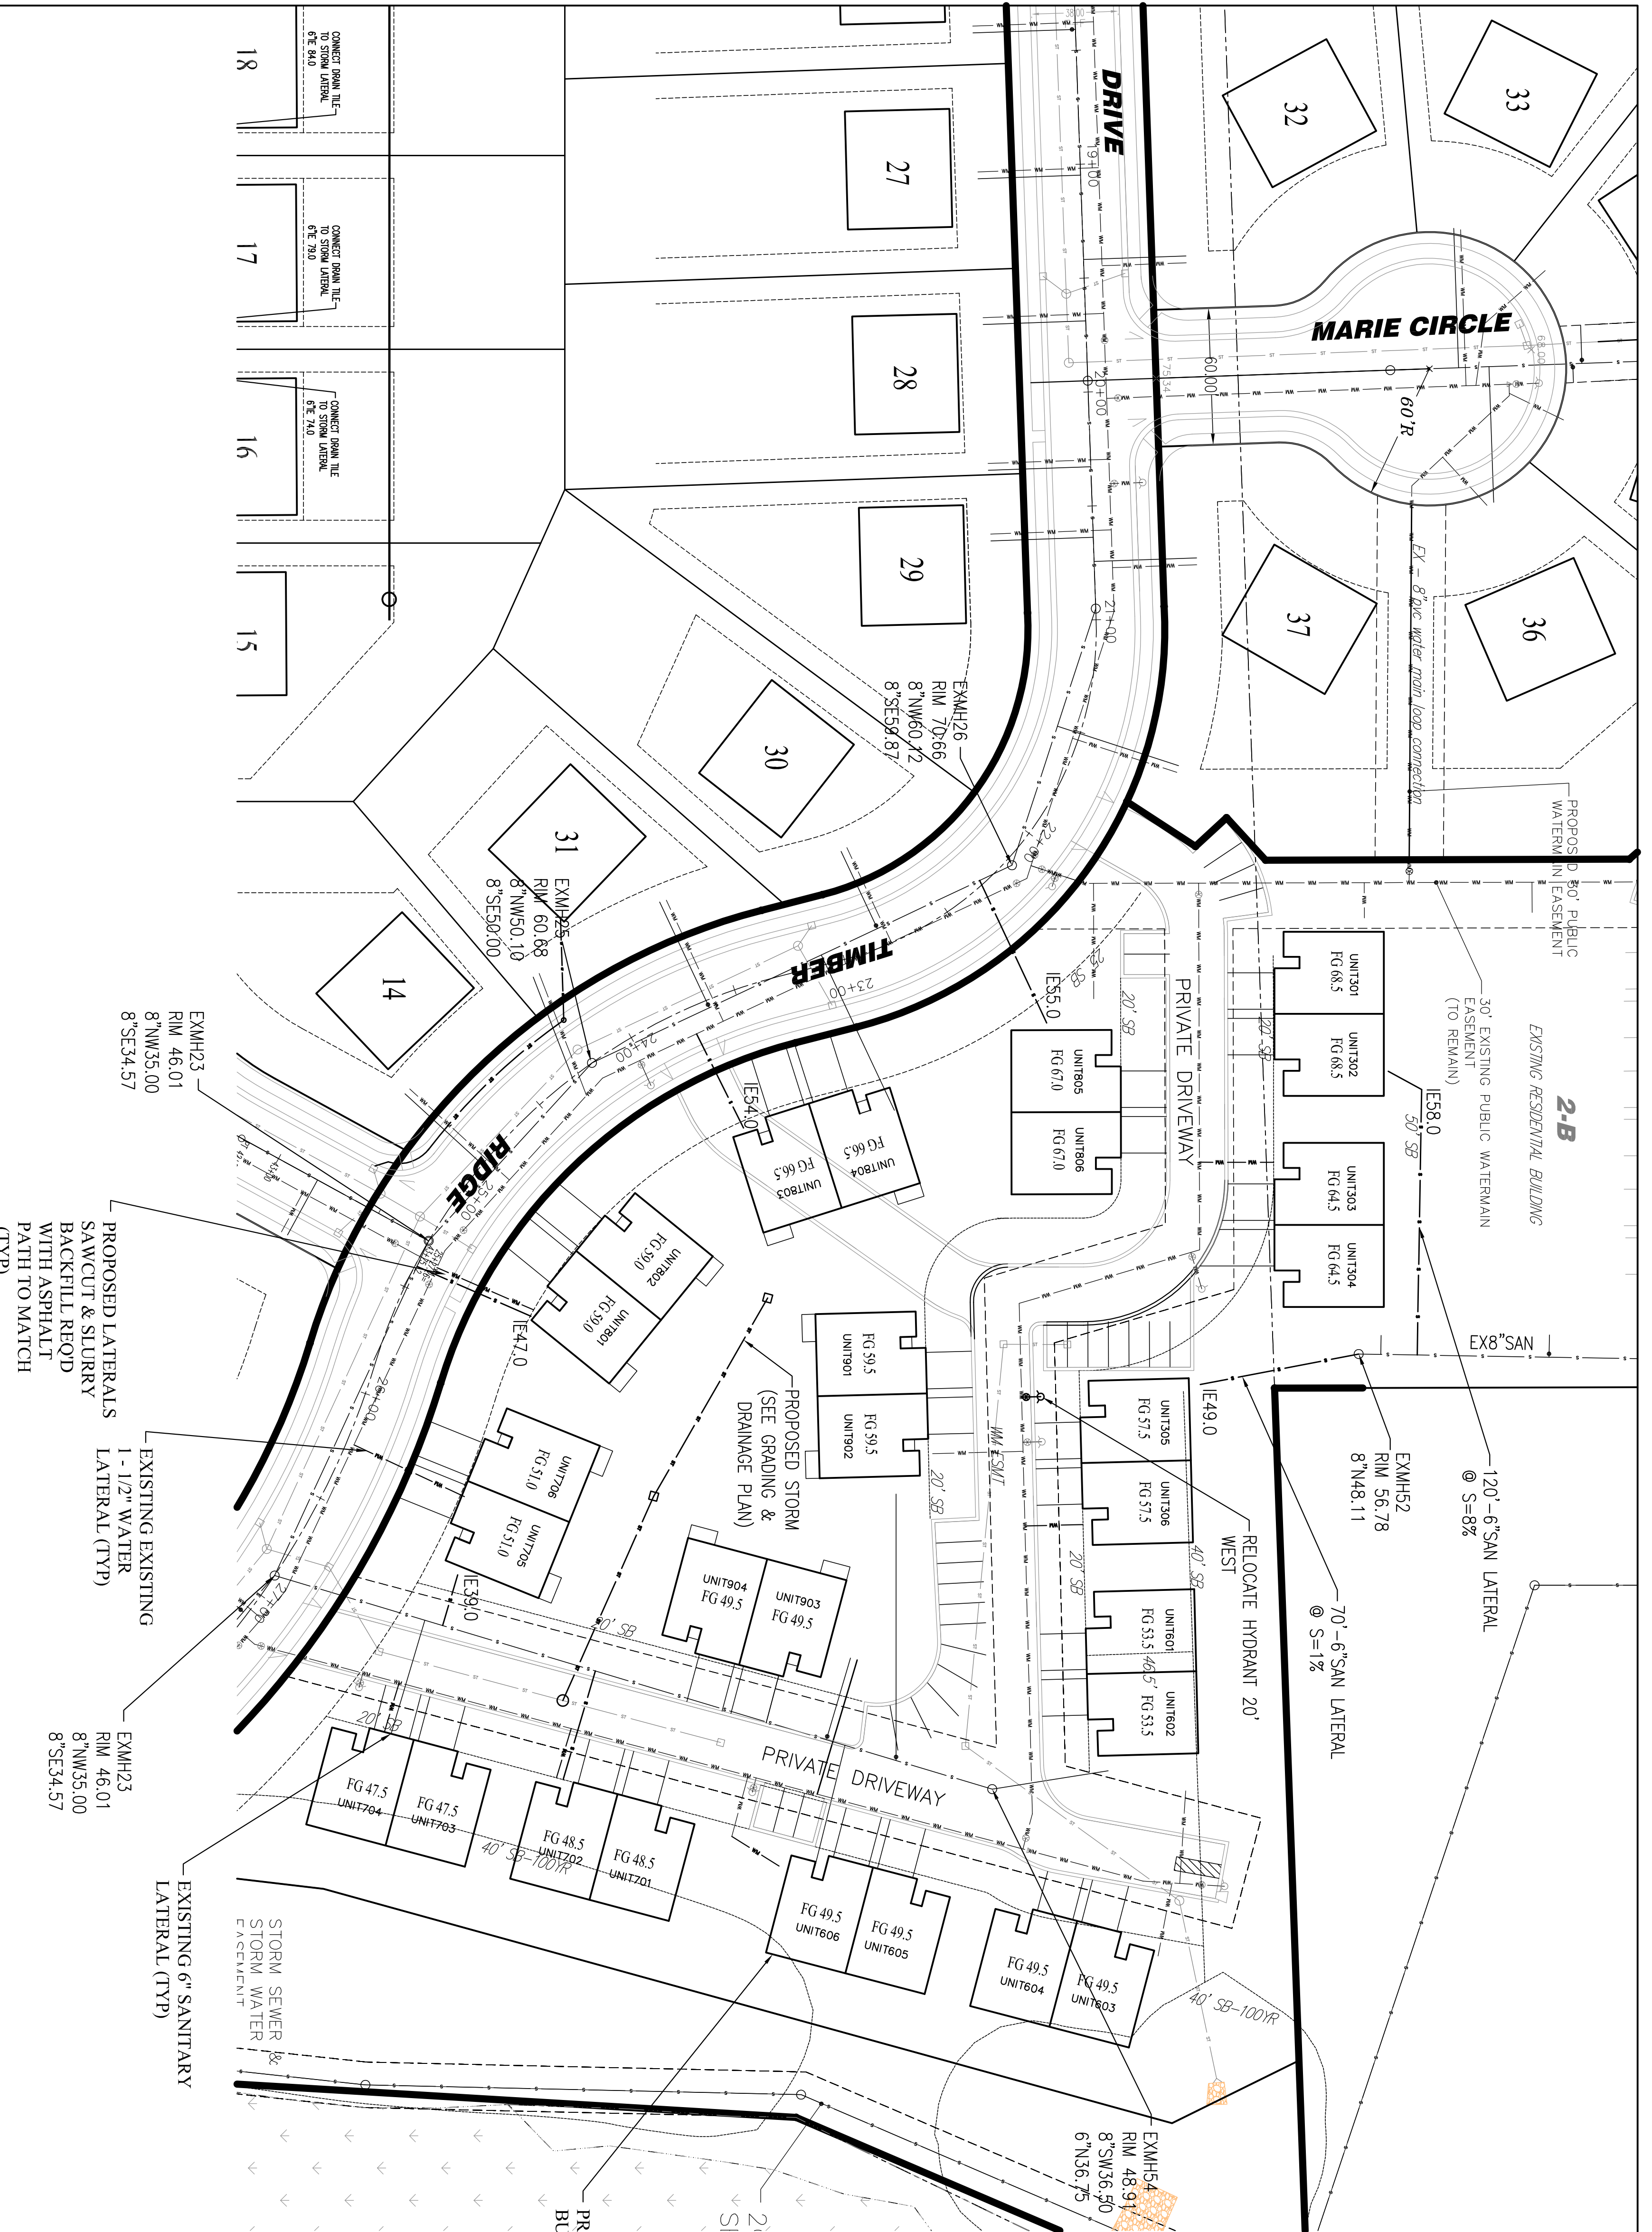 CONNECT DRAIN TILE
TO STORM LATERAL
6"IE 84.0
CONNECT DRAIN TILE
TO STORM LATERAL
6"IE 79.0
CONNECT DRAIN TILE
TO STORM LATERAL
6"IE 74.0
18
17
16
15
27
28
29
30
31
14
32
33
36
37
DRIVE
MARIE CIRCLE
TIMBER
RIDGE
38.00
60.00
75.34
68.00
60'R
19+00
20+00
21+00
22+00
23+00
24+00
25+00
26+00
27+00
EX - 8"pvc water main loop connection
PROPOSED 30' PUBLIC
WATERMAIN EASEMENT
30' EXISTING PUBLIC WATERMAIN
EASEMENT
(TO REMAIN)
EXISTING RESIDENTIAL BUILDING
2-B
EXMH26
RIM 70.66
8"NW60.12
8"SE59.87
EXMH25
RIM 60.68
8"NW50.10
8"SE50.00
EXMH23
RIM 46.01
8"NW35.00
8"SE34.57
PROPOSED LATERALS
SAWCUT & SLURRY
BACKFILL REQ'D
WITH ASPHALT
PATH TO MATCH
(TYP)
EXISTING EXISTING
1 - 1/2" WATER
LATERAL (TYP)
EXMH23
RIM 46.01
8"NW35.00
8"SE34.57
EXISTING 6" SANITARY
LATERAL (TYP)
STORM SEWER &
STORM WATER
EASEMENT
UNIT301
FG 68.5
UNIT302
FG 68.5
UNIT303
FG 64.5
UNIT304
FG 64.5
UNIT305
FG 57.5
UNIT306
FG 57.5
UNIT601
FG 53.5
46.5'
UNIT602
FG 53.5
FG 49.5
UNIT603
FG 49.5
UNIT604
FG 49.5
UNIT605
FG 49.5
UNIT606
FG 48.5
UNIT701
FG 48.5
UNIT702
FG 47.5
UNIT703
FG 47.5
UNIT704
UNIT705
FG 51.0
UNIT706
FG 51.0
UNIT801
FG 59.0
UNIT802
FG 59.0
UNIT803
FG 66.5
UNIT804
FG 66.5
UNIT805
FG 67.0
UNIT806
FG 67.0
FG 59.5
UNIT901
FG 59.5
UNIT902
UNIT903
FG 49.5
UNIT904
FG 49.5
PRIVATE DRIVEWAY
PRIVATE DRIVEWAY
IE55.0
IE54.0
IE47.0
IE39.0
IE58.0
IE49.0
25' SB
20' SB
20' SB
50' SB
20' SB
20' SB
40' SB
20' SB
40' SB-100YR
40' SB-100YR
WM ESMT
EX8"SAN
120'-6"SAN LATERAL
@ S=8%
70'-6"SAN LATERAL
@ S=1%
EXMH52
RIM 56.78
8"N48.11
RELOCATE HYDRANT 20'
WEST
PROPOSED STORM
(SEE GRADING &
DRAINAGE PLAN)
EXMH54
RIM 48.91
8"SW36.50
6"N36.75